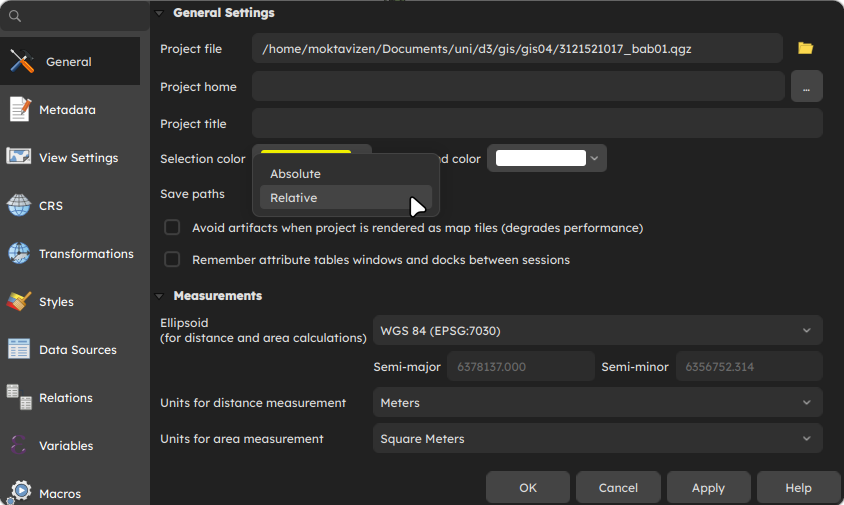 General Settings
General
Metadata
View Settings
CRS
Transformations
Styles
Data Sources
Relations
Variables
Macros
Project file
/home/moktavizen/Documents/uni/d3/gis/gis04/3121521017_bab01.qgz
Project home
...
Project title
Selection color
color
Absolute
Save paths
Relative
Avoid artifacts when project is rendered as map tiles (degrades performance)
Remember attribute tables windows and docks between sessions
Measurements
Ellipsoid
(for distance and area calculations)
WGS 84 (EPSG:7030)
Semi-major
6378137.000
Semi-minor
6356752.314
Units for distance measurement
Meters
Units for area measurement
Square Meters
OK
Cancel
Apply
Help